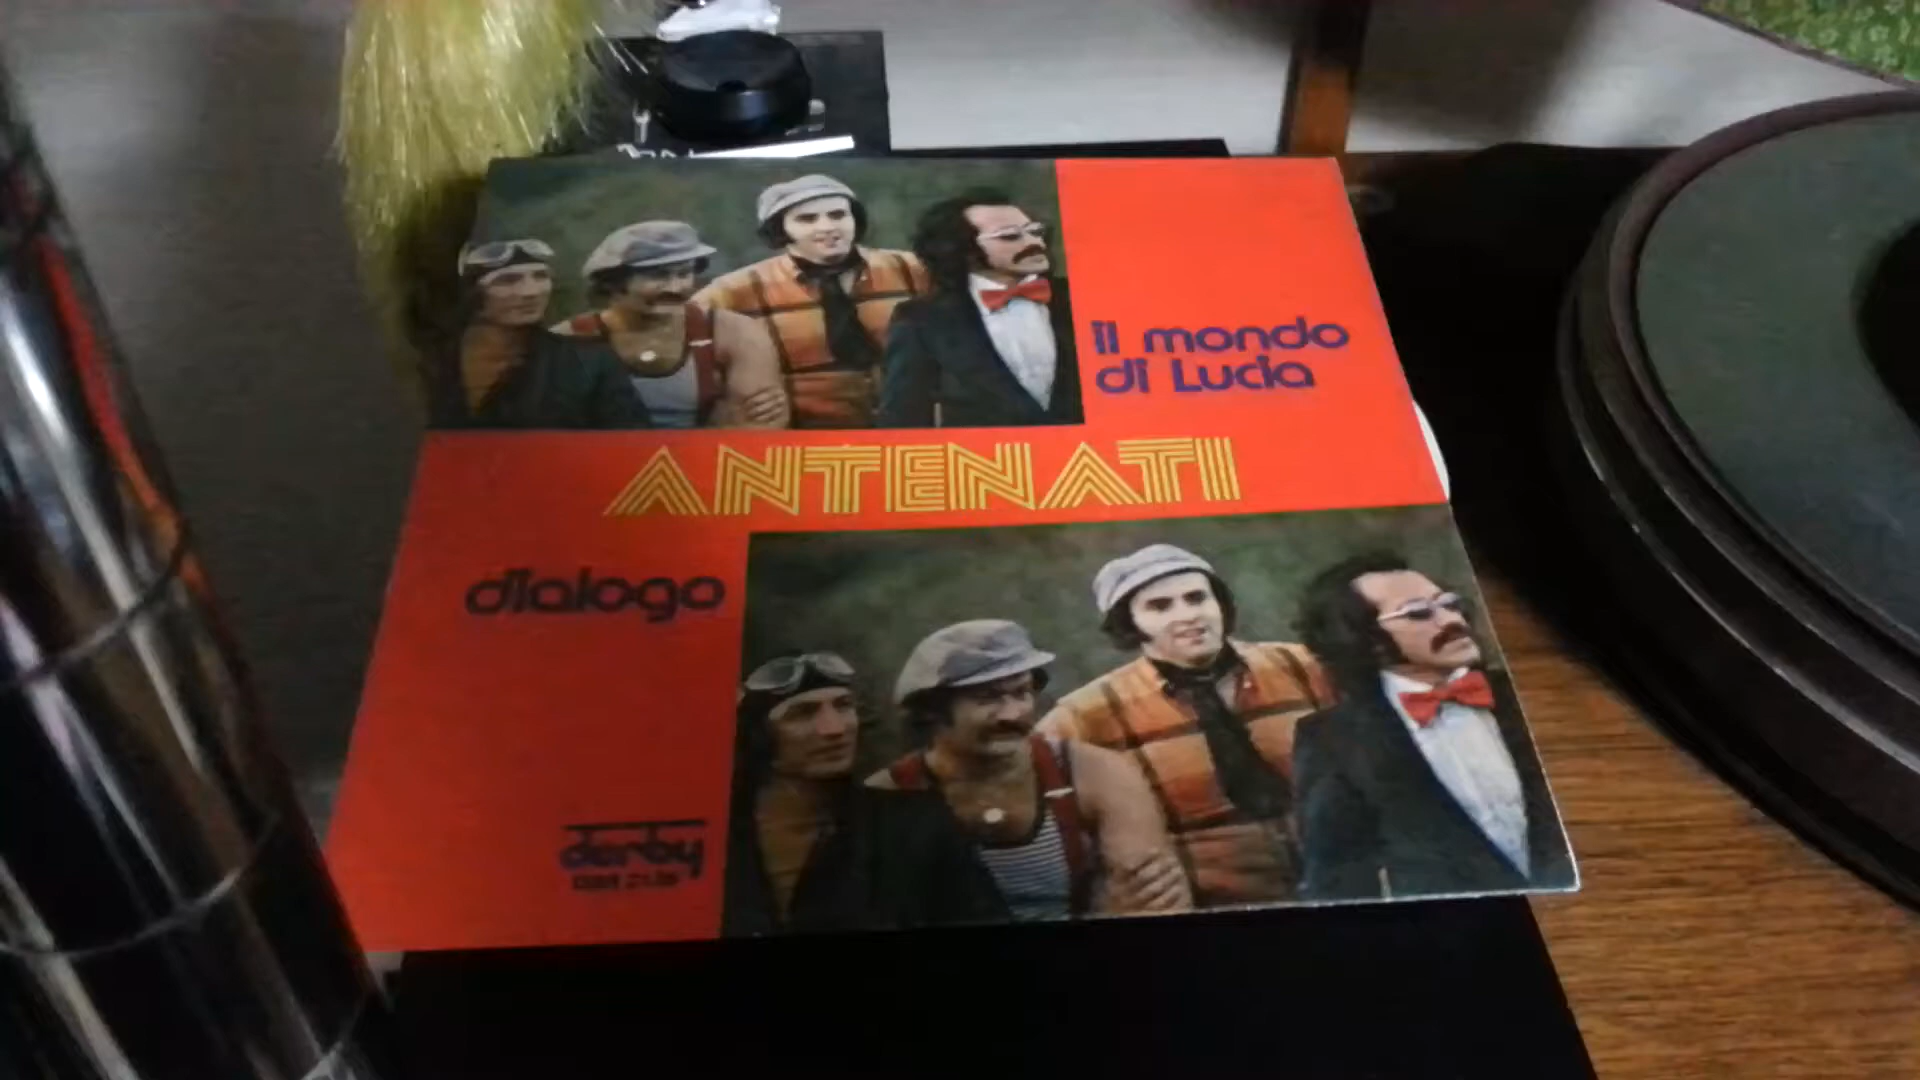 il mondo
di Lucia
ANTENATI
dialogo
derby